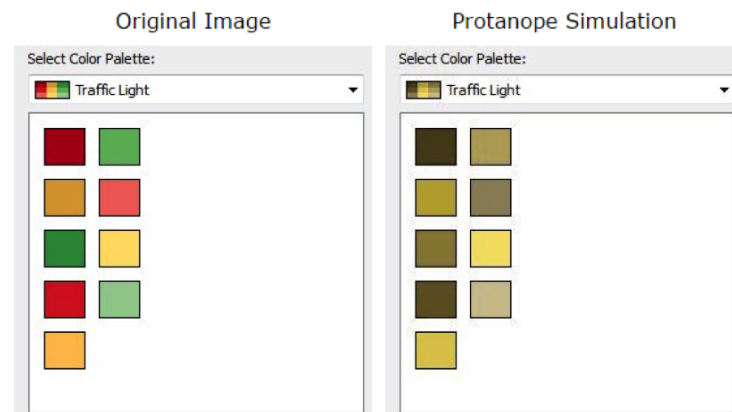 Original Image
Protanope Simulation
Select Color Palette:
Traffic Light
Select Color Palette:
Traffic Light